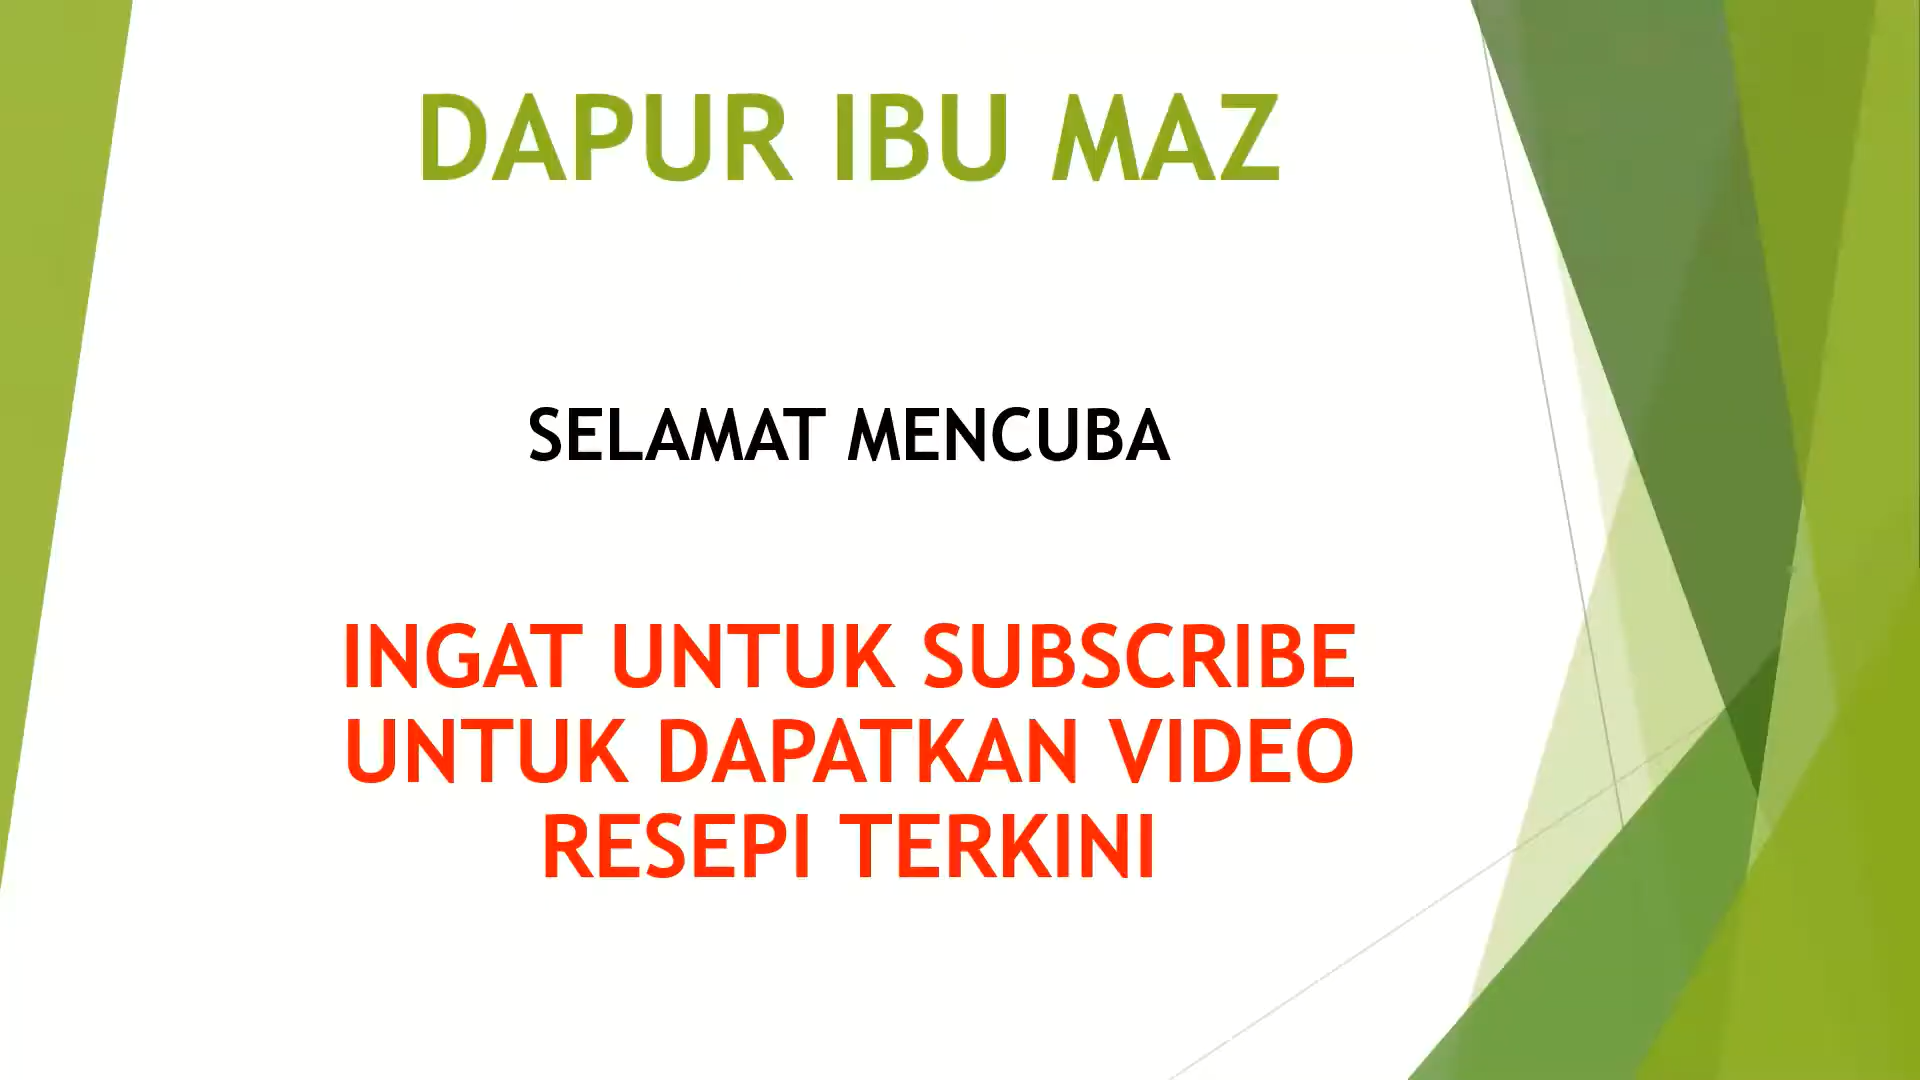 DAPUR IBU MAZ
SELAMAT MENCUBA
INGAT UNTUK SUBSCRIBE
UNTUK DAPATKAN VIDEO
RESEPI TERKINI